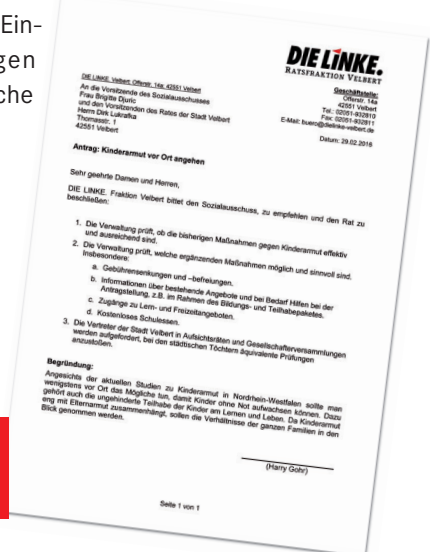 Ein-
gen
che
DIE LINKE.
RATSFRAKTION VELBERT
DIE LINKE. Velbert, Offerstr. 14a, 42551 Velbert
An die Vorsitzende des Sozialausschusses
Frau Brigitte Djuric
und den Vorsitzenden des Rates der Stadt Velbert
Herrn Dirk Lukrafka
Thomasstr. 1
42551 Velbert
Geschäftstelle:
Offerstr. 14a
42551 Velbert
Tel.: 02051-932810
Fax: 02051-932811
E-Mail: buero@dielinke-velbert.de
Datum: 29.02.2016
Antrag: Kinderarmut vor Ort angehen
Sehr geehrte Damen und Herren,
DIE LINKE. Fraktion Velbert bittet den Sozialausschuss, zu empfehlen und den Rat zu
beschließen:
1. Die Verwaltung prüft, ob die bisherigen Maßnahmen gegen Kinderarmut effektiv
und ausreichend sind.
2. Die Verwaltung prüft, welche ergänzenden Maßnahmen möglich und sinnvoll sind.
Insbesondere:
a. Gebührensenkungen und –befreiungen.
b. Informationen über bestehende Angebote und bei Bedarf Hilfen bei der
Antragstellung, z.B. im Rahmen des Bildungs- und Teilhabepaketes.
c. Zugänge zu Lern- und Freizeitangeboten.
d. Kostenloses Schulessen.
3. Die Vertreter der Stadt Velbert in Aufsichtsräten und Gesellschafterversammlungen
werden aufgefordert, bei den städtischen Töchtern äquivalente Prüfungen
anzustoßen.
Begründung:
Angesichts der aktuellen Studien zu Kinderarmut in Nordrhein-Westfalen sollte man
wenigstens vor Ort das Mögliche tun, damit Kinder ohne Not aufwachsen können. Dazu
gehört auch die ungehinderte Teilhabe der Kinder am Lernen und Leben. Da Kinderarmut
eng mit Elternarmut zusammenhängt, sollen die Verhältnisse der ganzen Familien in den
Blick genommen werden.
(Harry Gohr)
Seite 1 von 1